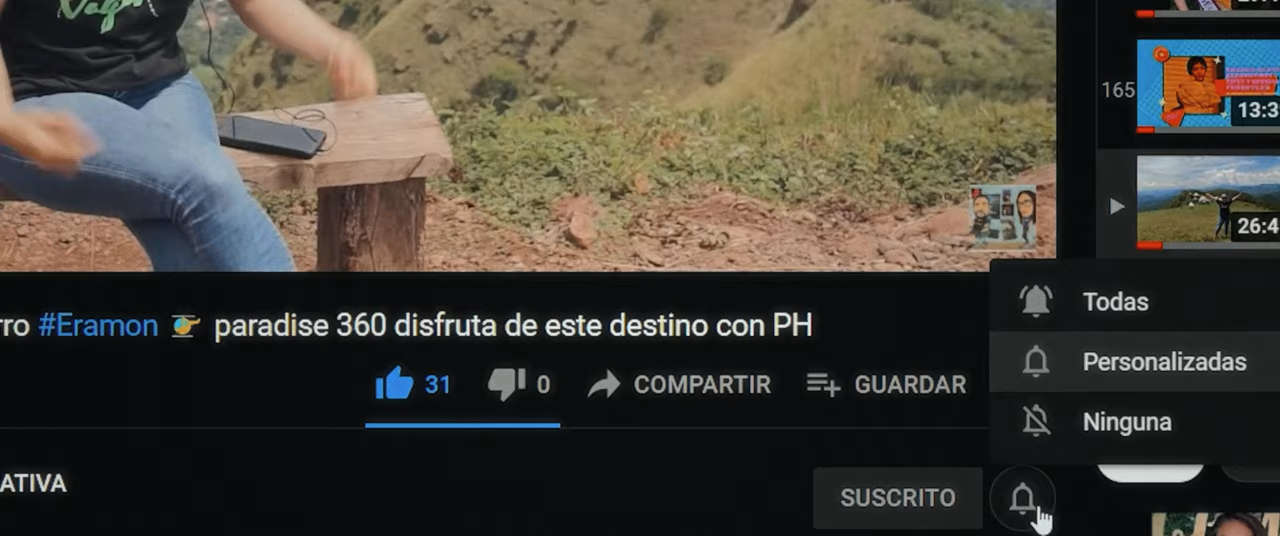 165
13:3
26:4
rro #Eramon paradise 360 disfruta de este destino con PH
31 0 COMPARTIR GUARDAR
Todas
Personalizadas
Ninguna
ATIVA
SUSCRITO